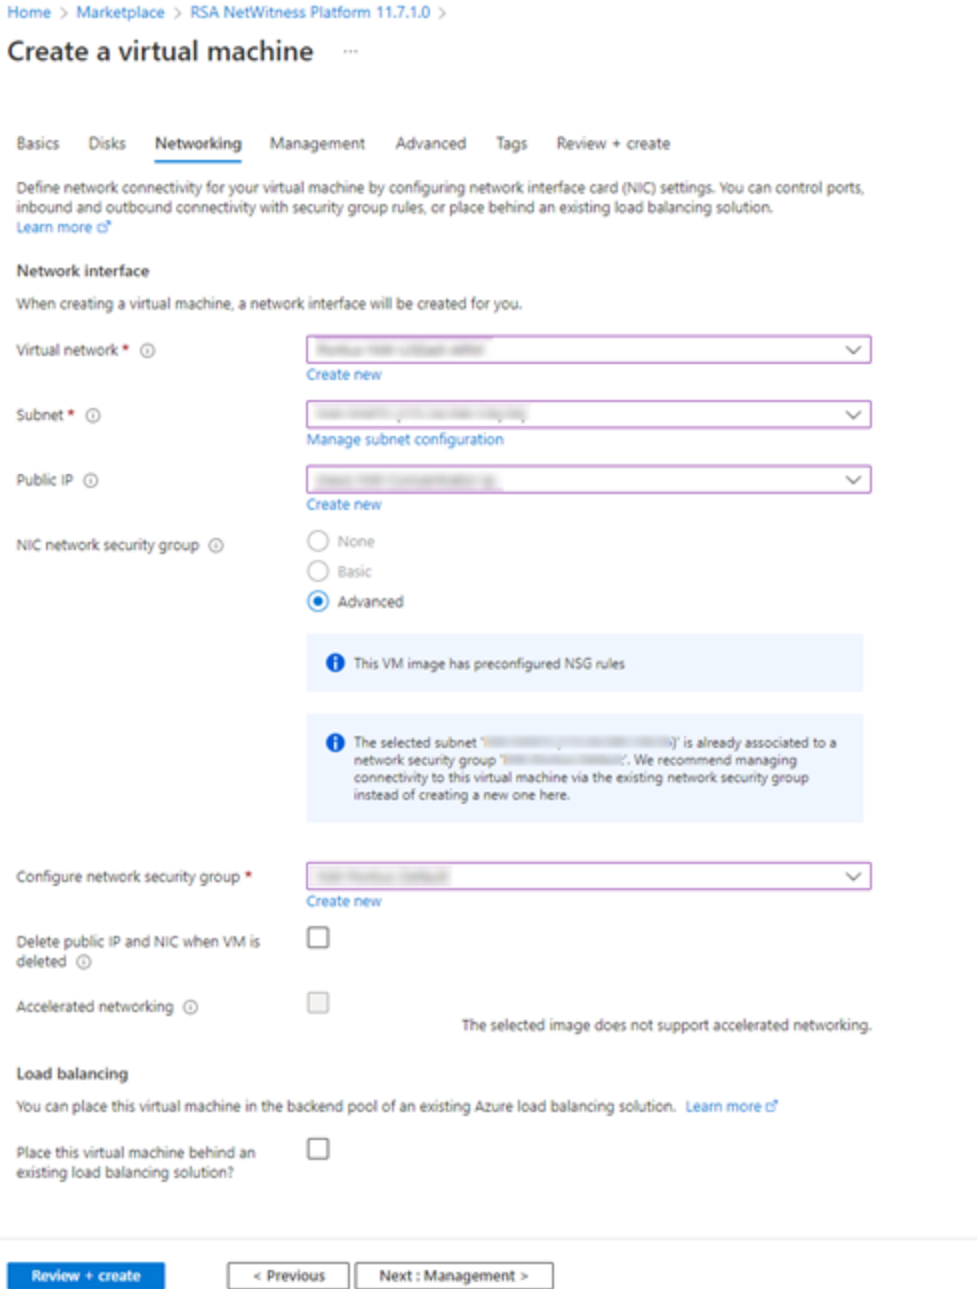 Home > Marketplace > RSA NetWitness Platform 11.7.1.0 >
Create a virtual machine ...
Basics Disks Networking Management Advanced Tags Review + create
Define network connectivity for your virtual machine by configuring network interface card (NIC) settings. You can control ports,
inbound and outbound connectivity with security group rules, or place behind an existing load balancing solution.
Learn more
Network interface
When creating a virtual machine, a network interface will be created for you.
Virtual network *
Create new
Subnet *
Manage subnet configuration
Public IP
Create new
NIC network security group
None
Basic
Advanced
This VM image has preconfigured NSG rules
The selected subnet ' )' is already associated to a
network security group ' '. We recommend managing
connectivity to this virtual machine via the existing network security group
instead of creating a new one here.
Configure network security group *
Create new
Delete public IP and NIC when VM is
deleted
Accelerated networking
The selected image does not support accelerated networking.
Load balancing
You can place this virtual machine in the backend pool of an existing Azure load balancing solution. Learn more
Place this virtual machine behind an
existing load balancing solution?
Review + create < Previous Next : Management >